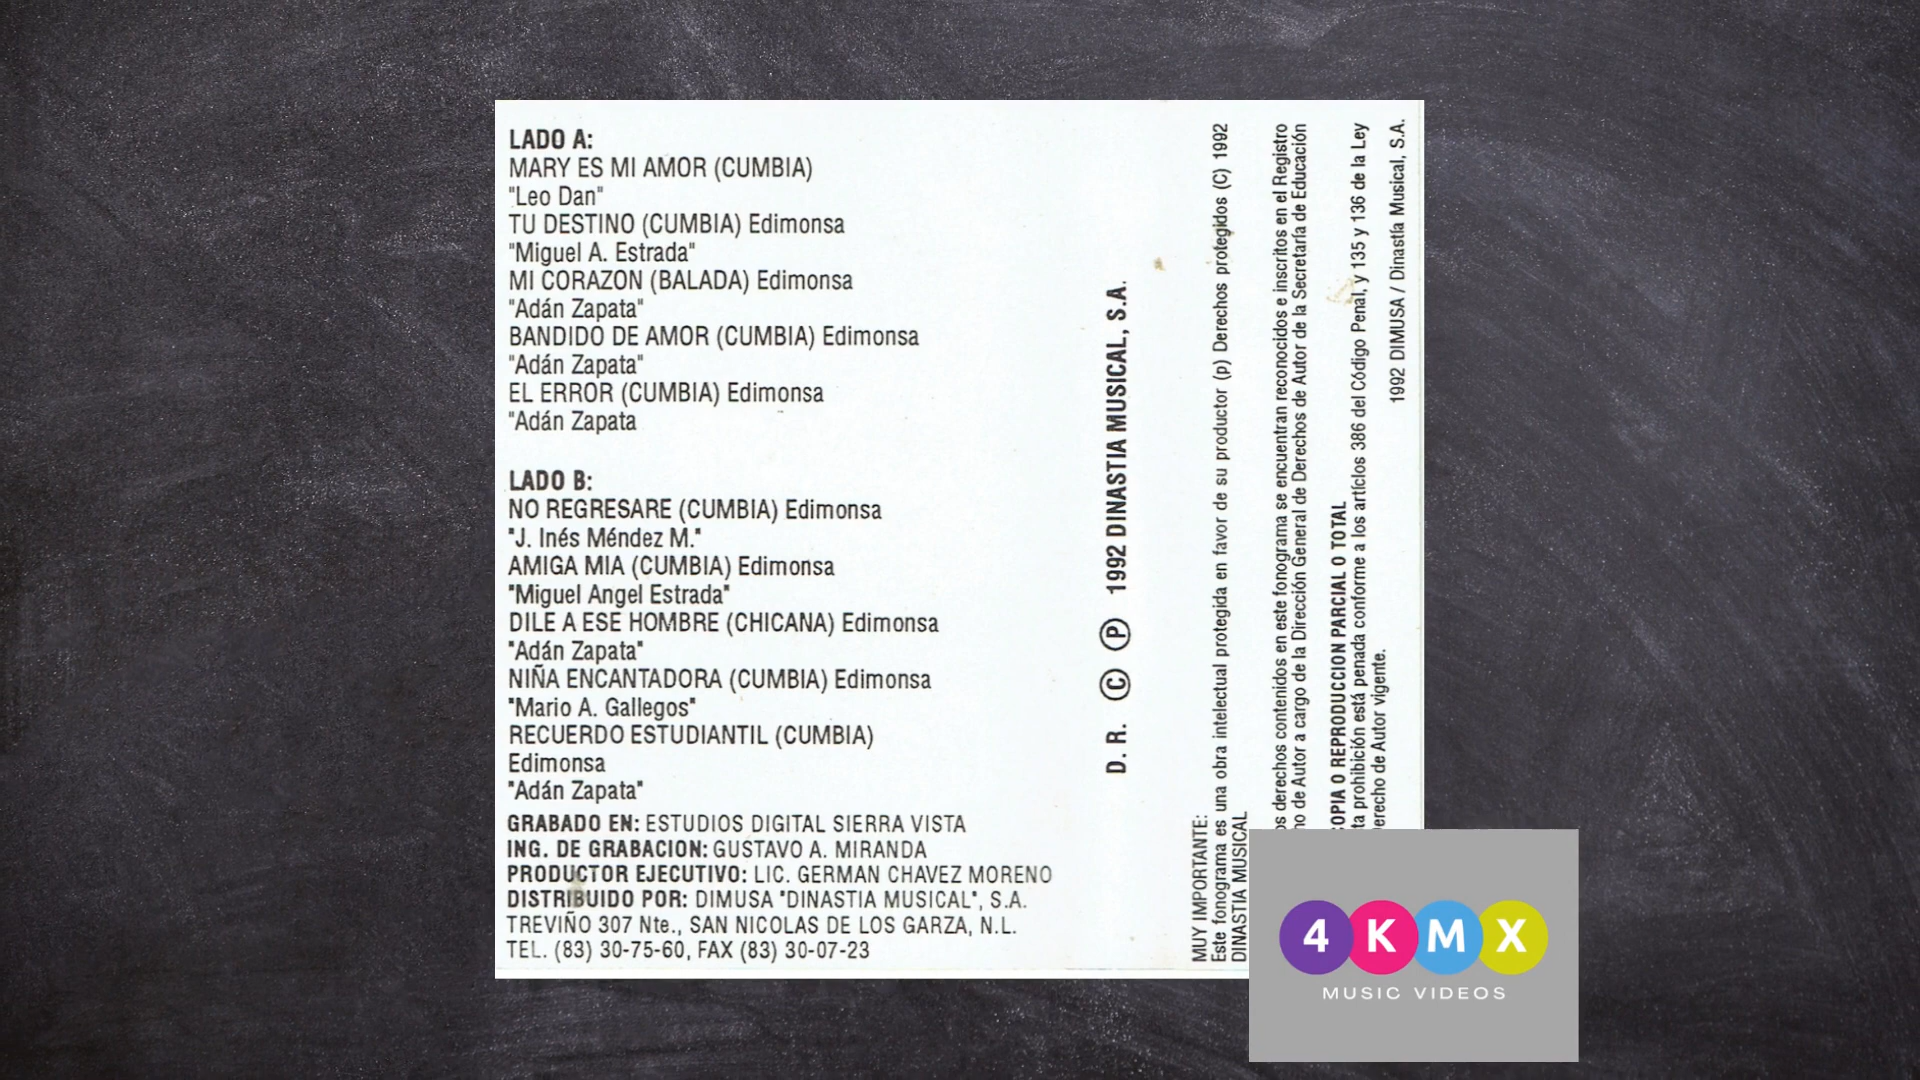 LADO A:
MARY ES MI AMOR (CUMBIA)
"Leo Dan"
TU DESTINO (CUMBIA) Edimonsa
"Miguel A. Estrada"
MI CORAZON (BALADA) Edimonsa
"Adán Zapata"
BANDIDO DE AMOR (CUMBIA) Edimonsa
"Adán Zapata"
EL ERROR (CUMBIA) Edimonsa
"Adán Zapata
LADO B:
NO REGRESARE (CUMBIA) Edimonsa
"J. Inés Méndez M."
AMIGA MIA (CUMBIA) Edimonsa
"Miguel Angel Estrada"
DILE A ESE HOMBRE (CHICANA) Edimonsa
"Adán Zapata"
NIÑA ENCANTADORA (CUMBIA) Edimonsa
"Mario A. Gallegos"
RECUERDO ESTUDIANTIL (CUMBIA)
Edimonsa
"Adán Zapata"
GRABADO EN: ESTUDIOS DIGITAL SIERRA VISTA
ING. DE GRABACION: GUSTAVO A. MIRANDA
PRODUCTOR EJECUTIVO: LIC. GERMAN CHAVEZ MORENO
DISTRIBUIDO POR: DIMUSA "DINASTIA MUSICAL", S.A.
TREVIÑO 307 Nte., SAN NICOLAS DE LOS GARZA, N.L.
TEL. (83) 30-75-60, FAX (83) 30-07-23
D. R. Ⓒ Ⓟ 1992 DINASTIA MUSICAL, S.A.
MUY IMPORTANTE:
Este fonograma es una obra intelectual protegida en favor de su productor (p) Derechos protegidos (C) 1992
DINASTIA MUSICAL
derechos contenidos en este fonograma se encuentran reconocidos e inscritos en el Registro
de Autor a cargo de la Dirección General de Derechos de Autor de la Secretaría de Educación
O REPRODUCCION PARCIAL O TOTAL
prohibición está penada conforme a los artículos 386 del Código Penal, y 135 y 136 de la Ley
de Autor vigente.
1992 DIMUSA / Dinastía Musical, S.A.
4KMX
MUSIC VIDEOS